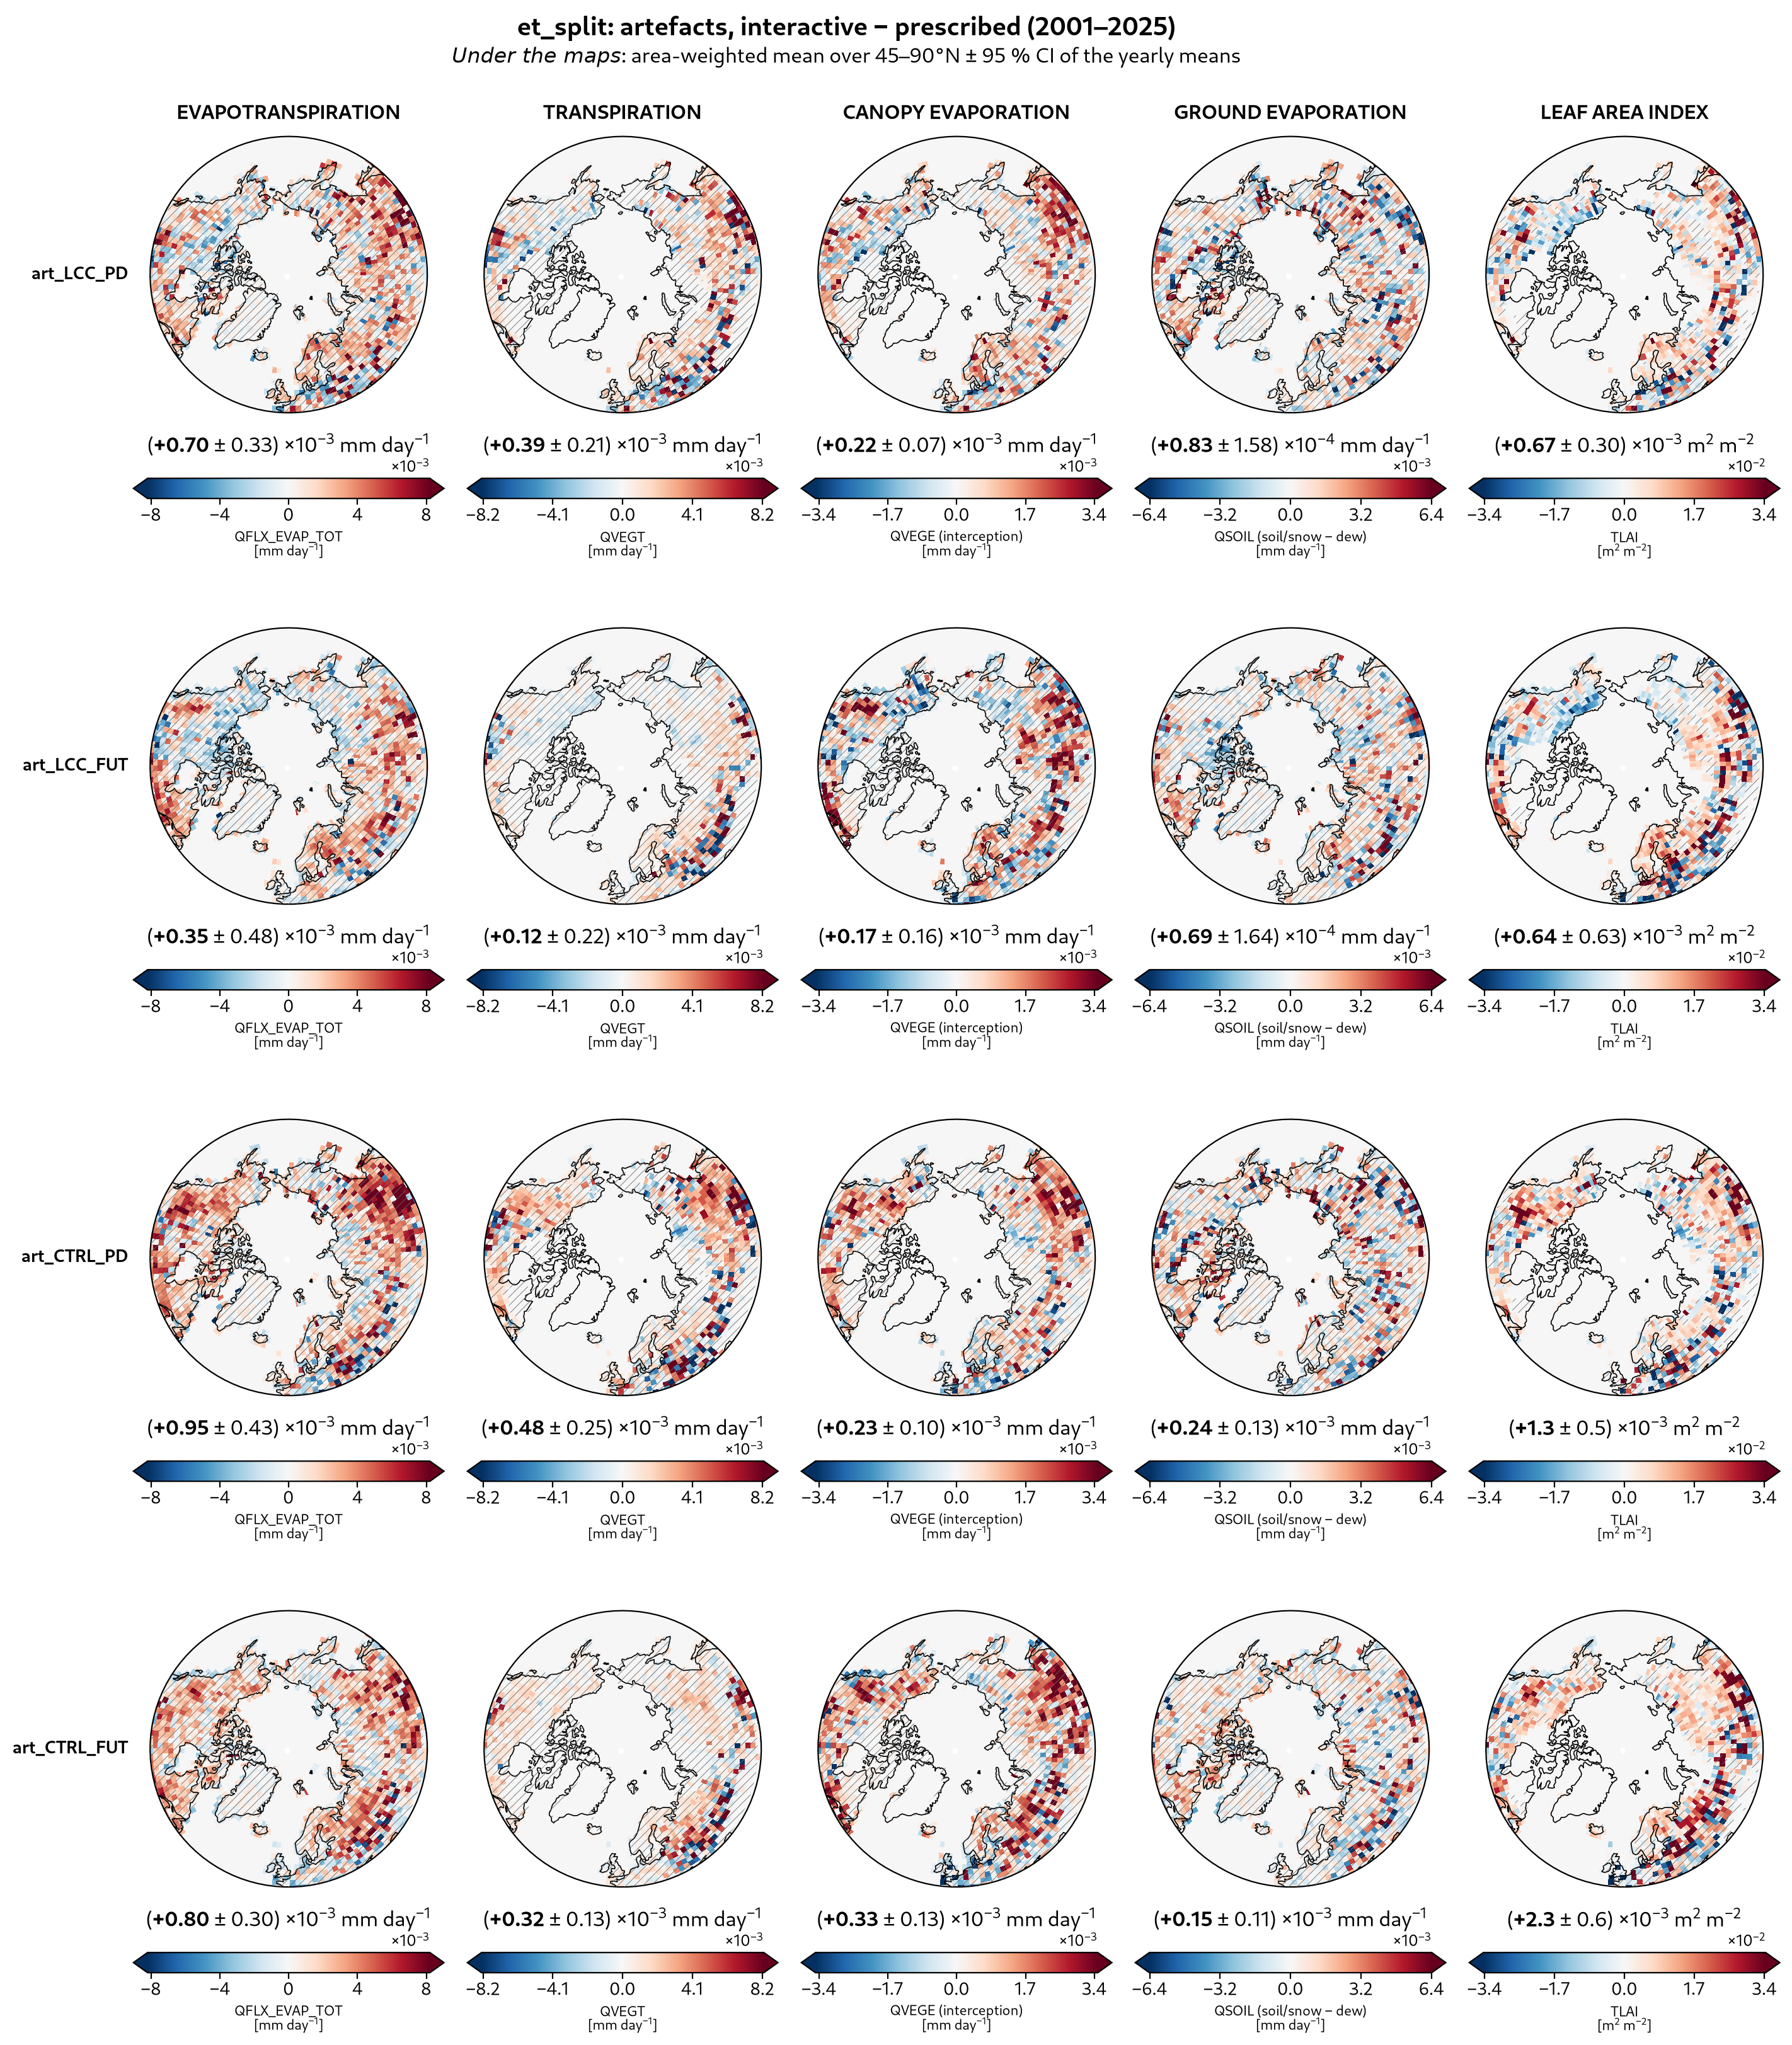 et_split: artefacts, interactive − prescribed (2001–2025)
Under the maps: area-weighted mean over 45–90°N ± 95 % CI of the yearly means
EVAPOTRANSPIRATION TRANSPIRATION CANOPY EVAPORATION GROUND EVAPORATION LEAF AREA INDEX
art_LCC_PD
(+0.70 ± 0.33) ×10⁻³ mm day⁻¹ (+0.39 ± 0.21) ×10⁻³ mm day⁻¹ (+0.22 ± 0.07) ×10⁻³ mm day⁻¹ (+0.83 ± 1.58) ×10⁻⁴ mm day⁻¹ (+0.67 ± 0.30) ×10⁻³ m² m⁻²
×10⁻³ ×10⁻³ ×10⁻³ ×10⁻³ ×10⁻²
−8 −4 0 4 8 −8.2 −4.1 0.0 4.1 8.2 −3.4 −1.7 0.0 1.7 3.4 −6.4 −3.2 0.0 3.2 6.4 −3.4 −1.7 0.0 1.7 3.4
QFLX_EVAP_TOT QVEGT QVEGE (interception) QSOIL (soil/snow − dew) TLAI
[mm day⁻¹] [mm day⁻¹] [mm day⁻¹] [mm day⁻¹] [m² m⁻²]
art_LCC_FUT
(+0.35 ± 0.48) ×10⁻³ mm day⁻¹ (+0.12 ± 0.22) ×10⁻³ mm day⁻¹ (+0.17 ± 0.16) ×10⁻³ mm day⁻¹ (+0.69 ± 1.64) ×10⁻⁴ mm day⁻¹ (+0.64 ± 0.63) ×10⁻³ m² m⁻²
×10⁻³ ×10⁻³ ×10⁻³ ×10⁻³ ×10⁻²
−8 −4 0 4 8 −8.2 −4.1 0.0 4.1 8.2 −3.4 −1.7 0.0 1.7 3.4 −6.4 −3.2 0.0 3.2 6.4 −3.4 −1.7 0.0 1.7 3.4
QFLX_EVAP_TOT QVEGT QVEGE (interception) QSOIL (soil/snow − dew) TLAI
[mm day⁻¹] [mm day⁻¹] [mm day⁻¹] [mm day⁻¹] [m² m⁻²]
art_CTRL_PD
(+0.95 ± 0.43) ×10⁻³ mm day⁻¹ (+0.48 ± 0.25) ×10⁻³ mm day⁻¹ (+0.23 ± 0.10) ×10⁻³ mm day⁻¹ (+0.24 ± 0.13) ×10⁻³ mm day⁻¹ (+1.3 ± 0.5) ×10⁻³ m² m⁻²
×10⁻³ ×10⁻³ ×10⁻³ ×10⁻³ ×10⁻²
−8 −4 0 4 8 −8.2 −4.1 0.0 4.1 8.2 −3.4 −1.7 0.0 1.7 3.4 −6.4 −3.2 0.0 3.2 6.4 −3.4 −1.7 0.0 1.7 3.4
QFLX_EVAP_TOT QVEGT QVEGE (interception) QSOIL (soil/snow − dew) TLAI
[mm day⁻¹] [mm day⁻¹] [mm day⁻¹] [mm day⁻¹] [m² m⁻²]
art_CTRL_FUT
(+0.80 ± 0.30) ×10⁻³ mm day⁻¹ (+0.32 ± 0.13) ×10⁻³ mm day⁻¹ (+0.33 ± 0.13) ×10⁻³ mm day⁻¹ (+0.15 ± 0.11) ×10⁻³ mm day⁻¹ (+2.3 ± 0.6) ×10⁻³ m² m⁻²
×10⁻³ ×10⁻³ ×10⁻³ ×10⁻³ ×10⁻²
−8 −4 0 4 8 −8.2 −4.1 0.0 4.1 8.2 −3.4 −1.7 0.0 1.7 3.4 −6.4 −3.2 0.0 3.2 6.4 −3.4 −1.7 0.0 1.7 3.4
QFLX_EVAP_TOT QVEGT QVEGE (interception) QSOIL (soil/snow − dew) TLAI
[mm day⁻¹] [mm day⁻¹] [mm day⁻¹] [mm day⁻¹] [m² m⁻²]